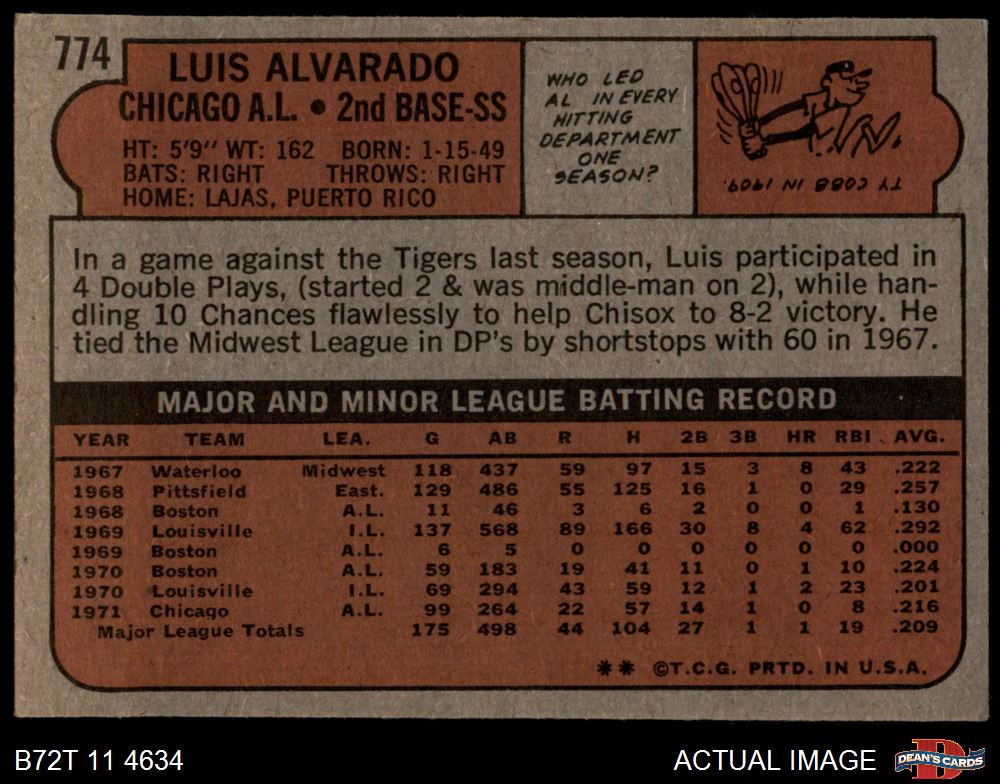 774
LUIS ALVARADO
CHICAGO A.L. • 2nd BASE-SS
HT: 5'9" WT: 162 BORN: 1-15-49
BATS: RIGHT THROWS: RIGHT
HOME: LAJAS, PUERTO RICO
WHO LED
AL IN EVERY
HITTING
DEPARTMENT
ONE
SEASON?
TY COBB IN 1909.
In a game against the Tigers last season, Luis participated in
4 Double Plays, (started 2 & was middle-man on 2), while han-
dling 10 Chances flawlessly to help Chisox to 8-2 victory. He
tied the Midwest League in DP's by shortstops with 60 in 1967.
MAJOR AND MINOR LEAGUE BATTING RECORD
YEAR TEAM LEA. G AB R H 2B 3B HR RBI AVG.
1967 Waterloo Midwest 118 437 59 97 15 3 8 43 .222
1968 Pittsfield East. 129 486 55 125 16 1 0 29 .257
1968 Boston A.L. 11 46 3 6 2 0 0 1 .130
1969 Louisville I.L. 137 568 89 166 30 8 4 62 .292
1969 Boston A.L. 6 5 0 0 0 0 0 0 .000
1970 Boston A.L. 59 183 19 41 11 0 1 10 .224
1970 Louisville I.L. 69 294 43 59 12 1 2 23 .201
1971 Chicago A.L. 99 264 22 57 14 1 0 8 .216
Major League Totals 175 498 44 104 27 1 1 19 .209
** ©T.C.G. PRTD. IN U.S.A.
B72T 11 4634
ACTUAL IMAGE
DEAN'S CARDS